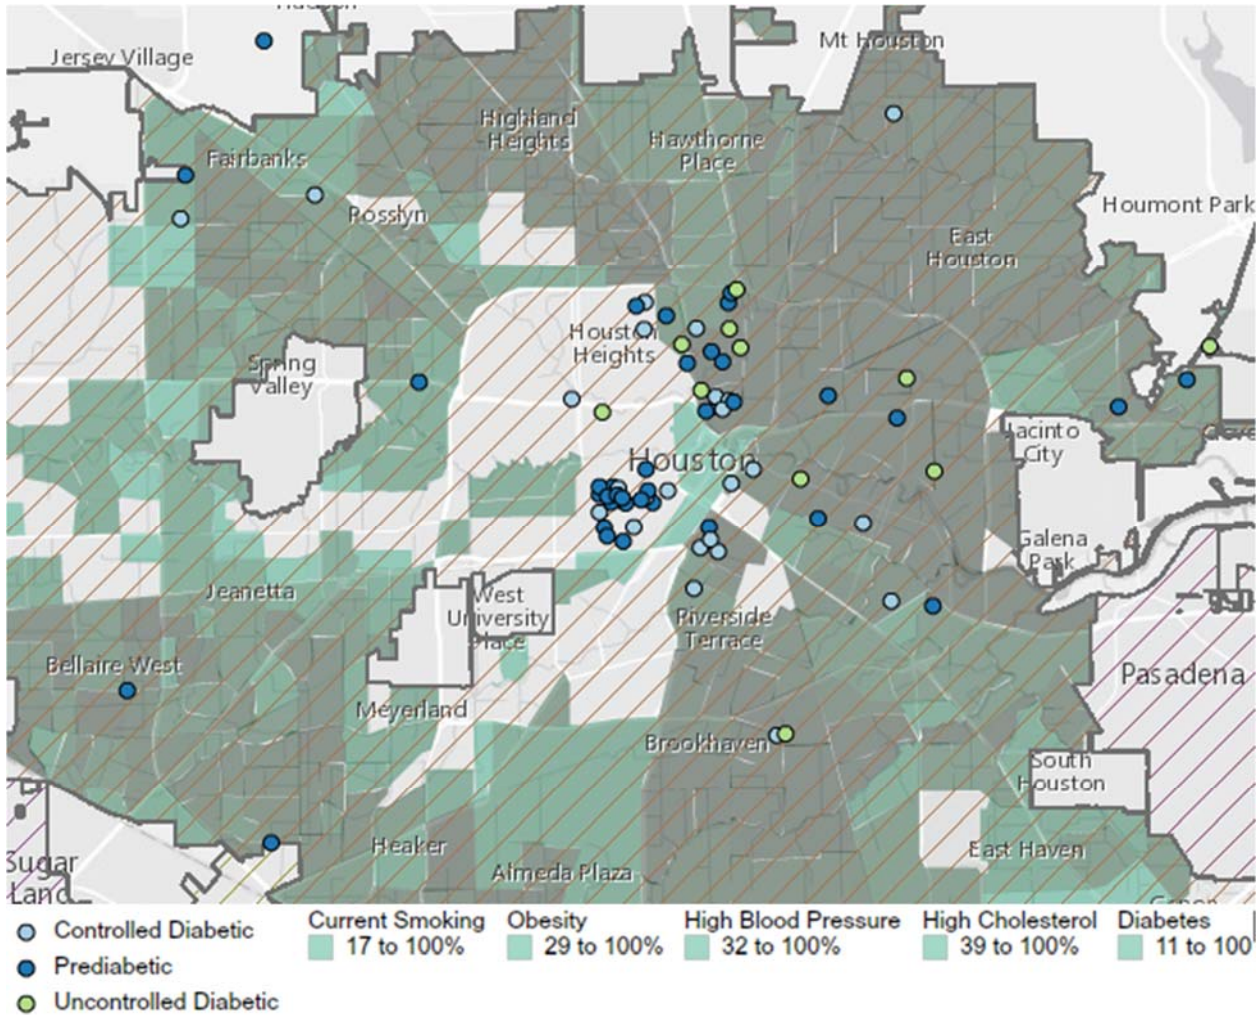 Jersey Village
Mt Houston
Highland
Heights
Hawthorne
Place
Fairbanks
Rosslyn
Houmont Park
East
Houston
Houston
Heights
Spring
Valley
Houston
Jacinto
City
Galena
Park
Jeanetta
West
University
Place
Riverside
Terrace
Bellaire West
Pasadena
Meyerland
Brookhaven
South
Houston
Heaker
East Haven
Almeda Plaza
Sugar
Land
Controlled Diabetic
Prediabetic
Uncontrolled Diabetic
Current Smoking
17 to 100%
Obesity
29 to 100%
High Blood Pressure
32 to 100%
High Cholesterol
39 to 100%
Diabetes
11 to 100